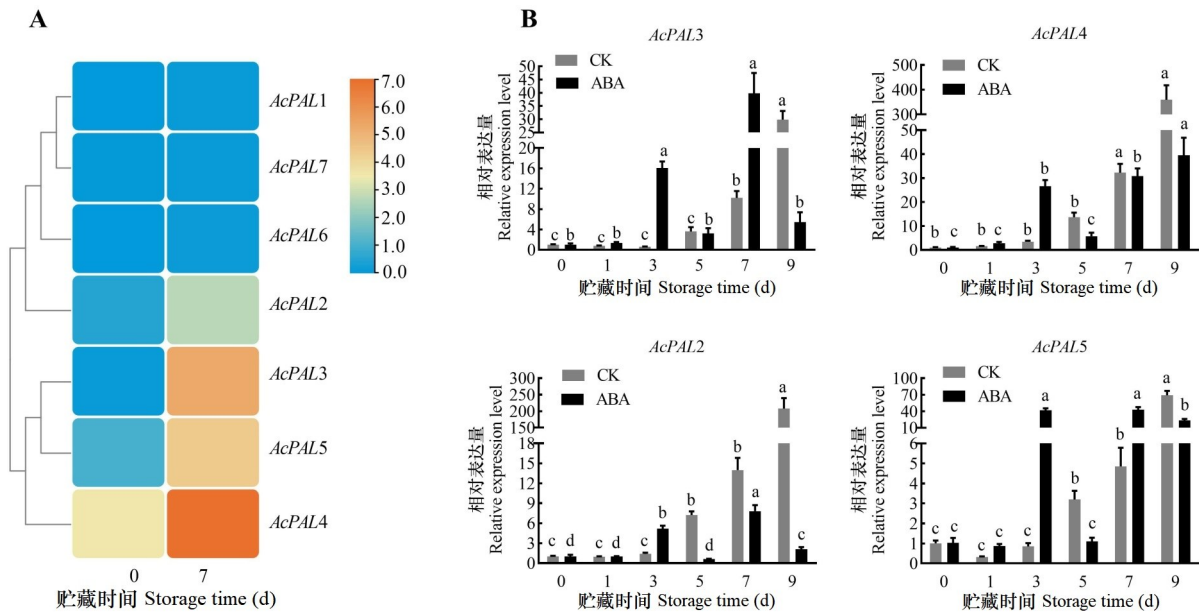 A
7.0
6.0
5.0
4.0
3.0
2.0
1.0
0.0
AcPAL1
AcPAL7
AcPAL6
AcPAL2
AcPAL3
AcPAL5
AcPAL4
0 7
贮藏时间 Storage time (d)
B
AcPAL3
CK
ABA
相对表达量
Relative expression level
50
45
40
35
30
25
16
12
8
4
0
c b c b c a c b b a a b
0 1 3 5 7 9
贮藏时间 Storage time (d)
AcPAL4
CK
ABA
相对表达量
Relative expression level
500
400
300
50
40
30
20
10
0
b c b c b b b c a b a a
0 1 3 5 7 9
贮藏时间 Storage time (d)
AcPAL2
CK
ABA
相对表达量
Relative expression level
300
250
200
150
18
15
12
9
6
3
0
c d c d c b b d b a a c
0 1 3 5 7 9
贮藏时间 Storage time (d)
AcPAL5
CK
ABA
相对表达量
Relative expression level
100
70
40
10
6
5
4
3
2
1
0
c c c c c a b c b a a b
0 1 3 5 7 9
贮藏时间 Storage time (d)